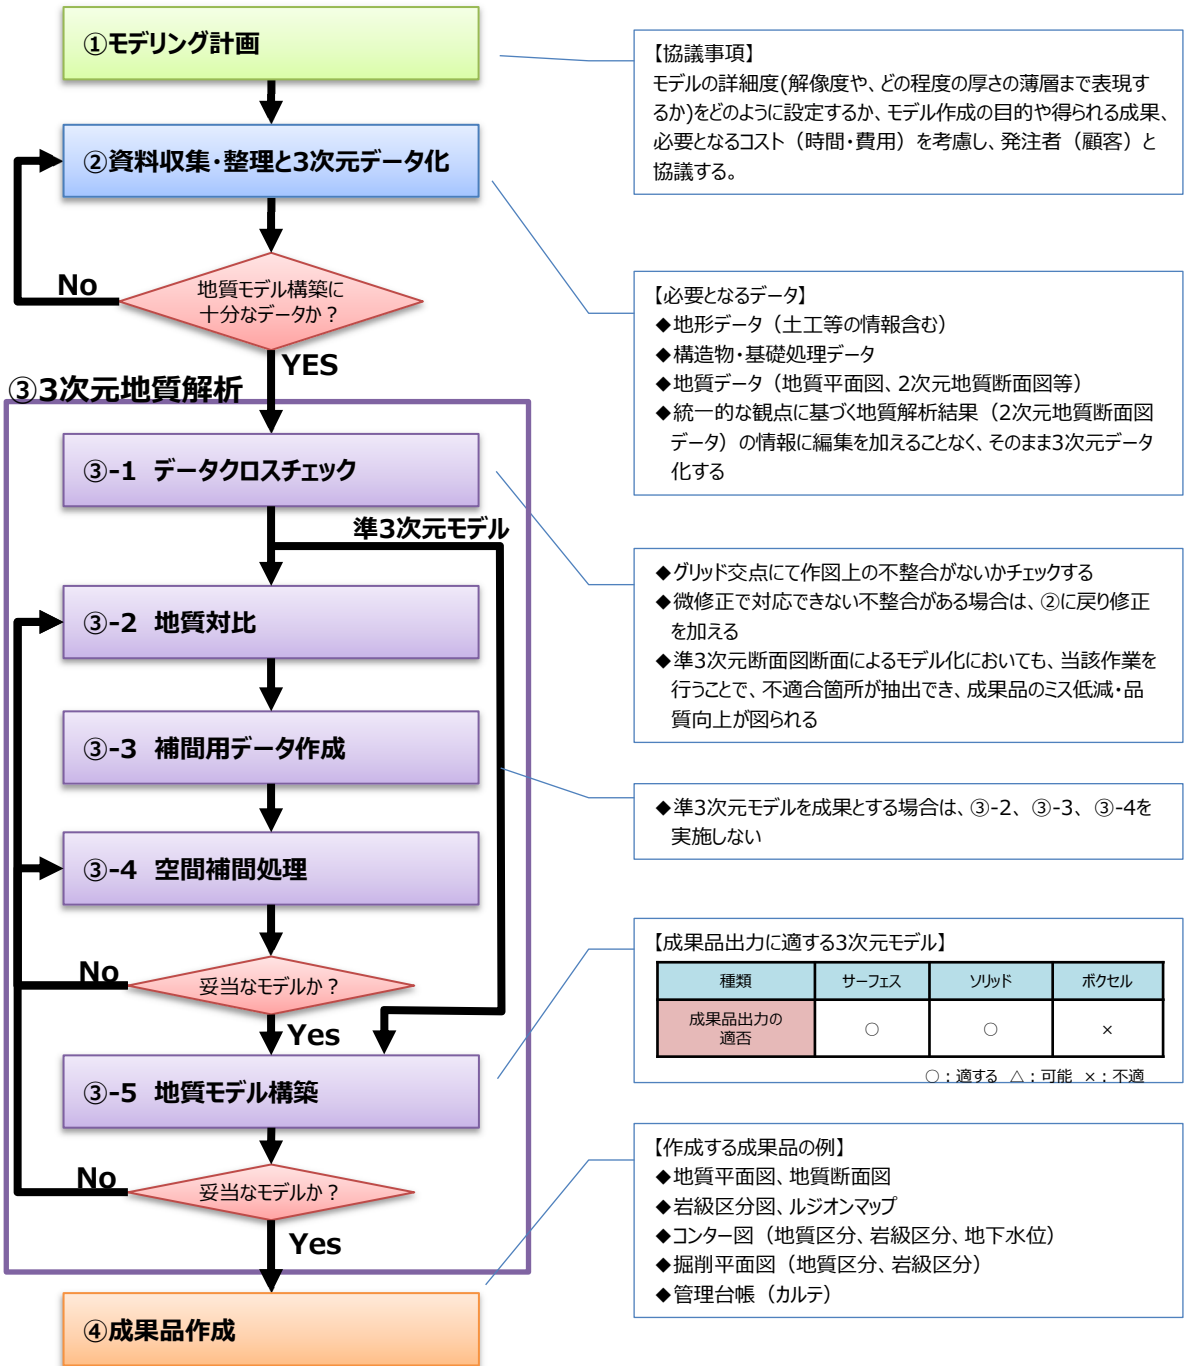 ①モデリング計画
【協議事項】
モデルの詳細度(解像度や、どの程度の厚さの薄層まで表現す
るか)をどのように設定するか、モデル作成の目的や得られる成果、
必要となるコスト（時間・費用）を考慮し、発注者（顧客）と
協議する。
②資料収集・整理と3次元データ化
No
地質モデル構築に
十分なデータか？
YES
【必要となるデータ】
◆地形データ（土工等の情報含む）
◆構造物・基礎処理データ
◆地質データ（地質平面図、2次元地質断面図等）
◆統一的な観点に基づく地質解析結果（2次元地質断面図
データ）の情報に編集を加えることなく、そのまま3次元データ
化する
③3次元地質解析
③-1 データクロスチェック
準3次元モデル
◆グリッド交点にて作図上の不整合がないかチェックする
◆微修正で対応できない不整合がある場合は、②に戻り修正
を加える
◆準3次元断面図断面によるモデル化においても、当該作業を
行うことで、不適合箇所が抽出でき、成果品のミス低減・品
質向上が図られる
③-2 地質対比
③-3 補間用データ作成
◆準3次元モデルを成果とする場合は、③-2、③-3、③-4を
実施しない
③-4 空間補間処理
No
妥当なモデルか？
Yes
【成果品出力に適する3次元モデル】
種類 サーフェス ソリッド ボクセル
成果品出力の
適否 ○ ○ ×
○：適する △：可能 ×：不適
③-5 地質モデル構築
No
妥当なモデルか？
Yes
【作成する成果品の例】
◆地質平面図、地質断面図
◆岩級区分図、ルジオンマップ
◆コンター図（地質区分、岩級区分、地下水位）
◆掘削平面図（地質区分、岩級区分）
◆管理台帳（カルテ）
④成果品作成